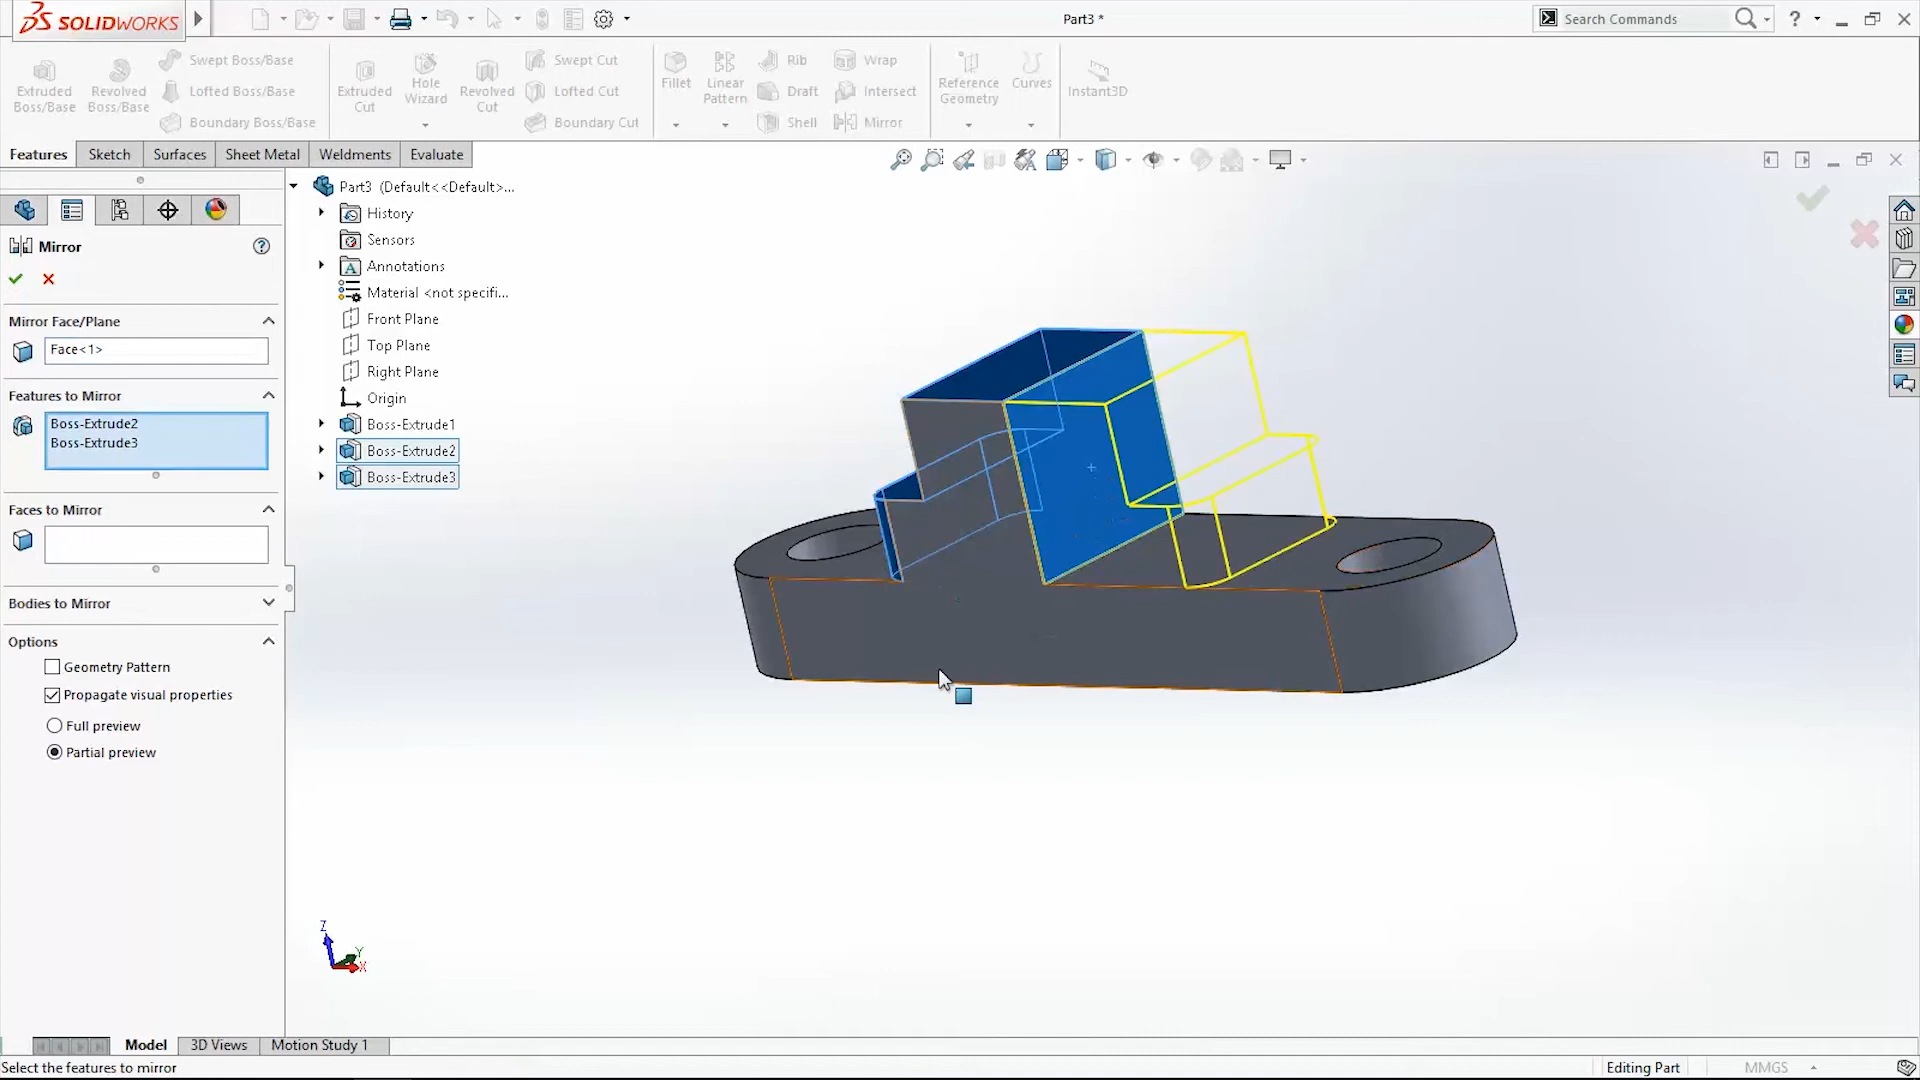 SOLIDWORKS
Part3 *
Search Commands
Extruded Boss/Base
Revolved Boss/Base
Swept Boss/Base
Lofted Boss/Base
Boundary Boss/Base
Extruded Cut
Hole Wizard
Revolved Cut
Swept Cut
Lofted Cut
Boundary Cut
Fillet
Linear Pattern
Rib
Draft
Shell
Wrap
Intersect
Mirror
Reference Geometry
Curves
Instant3D
Features
Sketch
Surfaces
Sheet Metal
Weldments
Evaluate
Mirror
Mirror Face/Plane
Face<1>
Features to Mirror
Boss-Extrude2
Boss-Extrude3
Faces to Mirror
Bodies to Mirror
Options
Geometry Pattern
Propagate visual properties
Full preview
Partial preview
Part3 (Default<<Default>...
History
Sensors
Annotations
Material <not specifi...
Front Plane
Top Plane
Right Plane
Origin
Boss-Extrude1
Boss-Extrude2
Boss-Extrude3
Z
Y
X
Model
3D Views
Motion Study 1
Select the features to mirror
Editing Part
MMGS